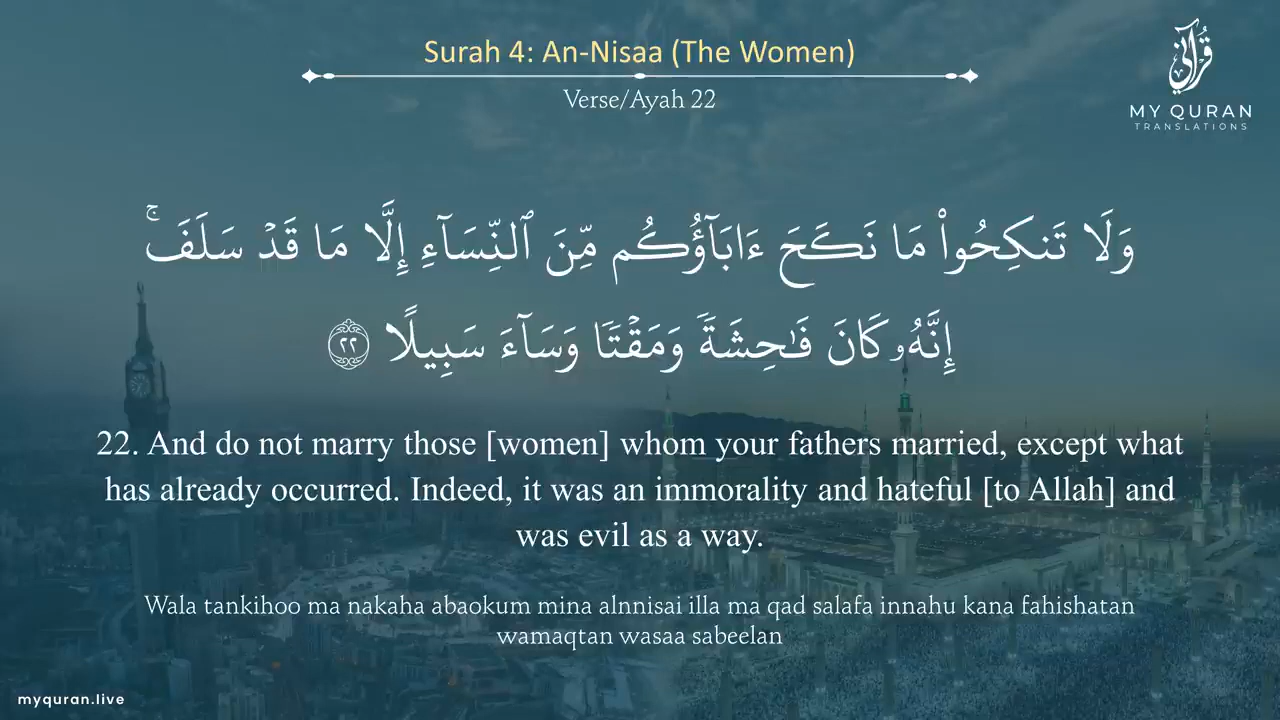 Surah 4: An-Nisaa (The Women)
Verse/Ayah 22
قرآني
MY QURAN
TRANSLATIONS
وَلَا تَنكِحُوا۟ مَا نَكَحَ ءَابَآؤُكُم مِّنَ ٱلنِّسَآءِ إِلَّا مَا قَدْ سَلَفَ ۚ
إِنَّهُۥ كَانَ فَـٰحِشَةً وَمَقْتًا وَسَآءَ سَبِيلًا ٢٢
22. And do not marry those [women] whom your fathers married, except what
has already occurred. Indeed, it was an immorality and hateful [to Allah] and
was evil as a way.
Wala tankihoo ma nakaha abaokum mina alnnisai illa ma qad salafa innahu kana fahishatan
wamaqtan wasaa sabeelan
myquran.live